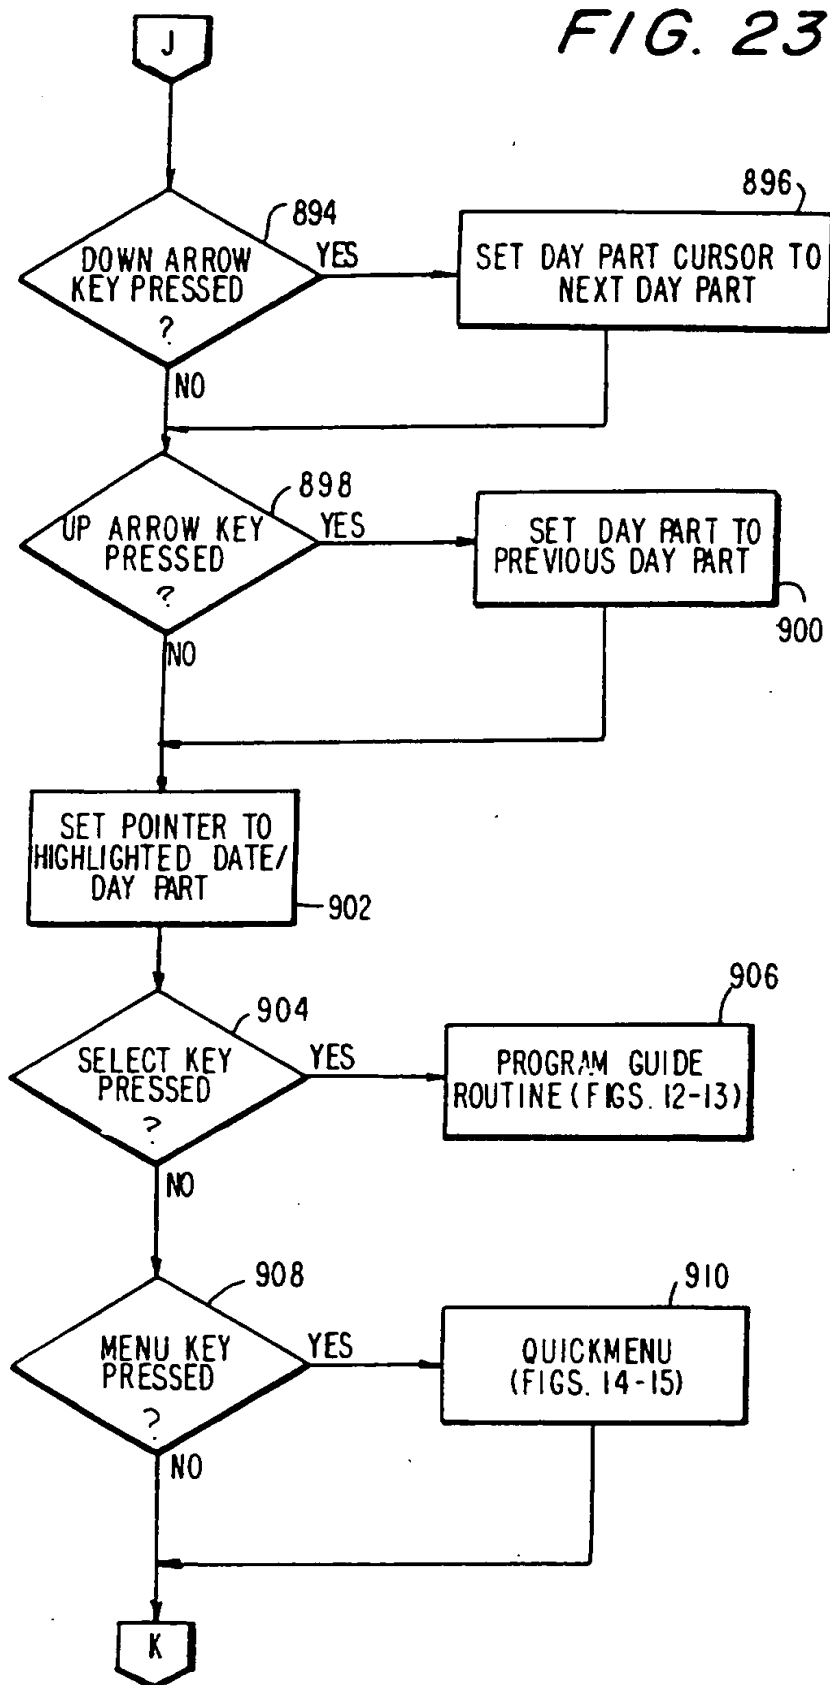 FIG. 23
J
894
896
DOWN ARROW
KEY PRESSED
?
YES
SET DAY PART CURSOR TO
NEXT DAY PART
NO
898
UP ARROW KEY
PRESSED
?
YES
SET DAY PART TO
PREVIOUS DAY PART
900
NO
SET POINTER TO
HIGHLIGHTED DATE/
DAY PART
902
904
906
SELECT KEY
PRESSED
?
YES
PROGRAM GUIDE
ROUTINE (FIGS. 12-13)
NO
908
910
MENU KEY
PRESSED
?
YES
QUICKMENU
(FIGS. 14-15)
NO
K